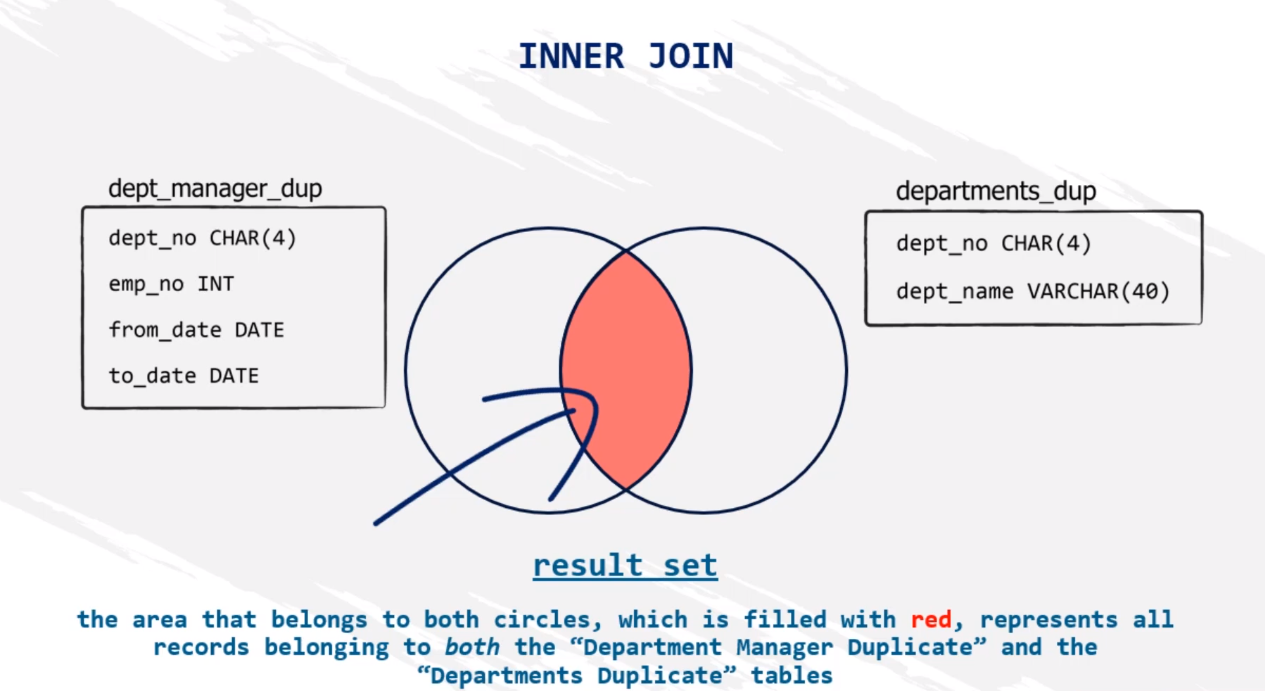 INNER JOIN
dept_manager_dup
dept_no CHAR(4)
emp_no INT
from_date DATE
to_date DATE
departments_dup
dept_no CHAR(4)
dept_name VARCHAR(40)
result set
the area that belongs to both circles, which is filled with red, represents all
records belonging to both the “Department Manager Duplicate” and the
“Departments Duplicate” tables